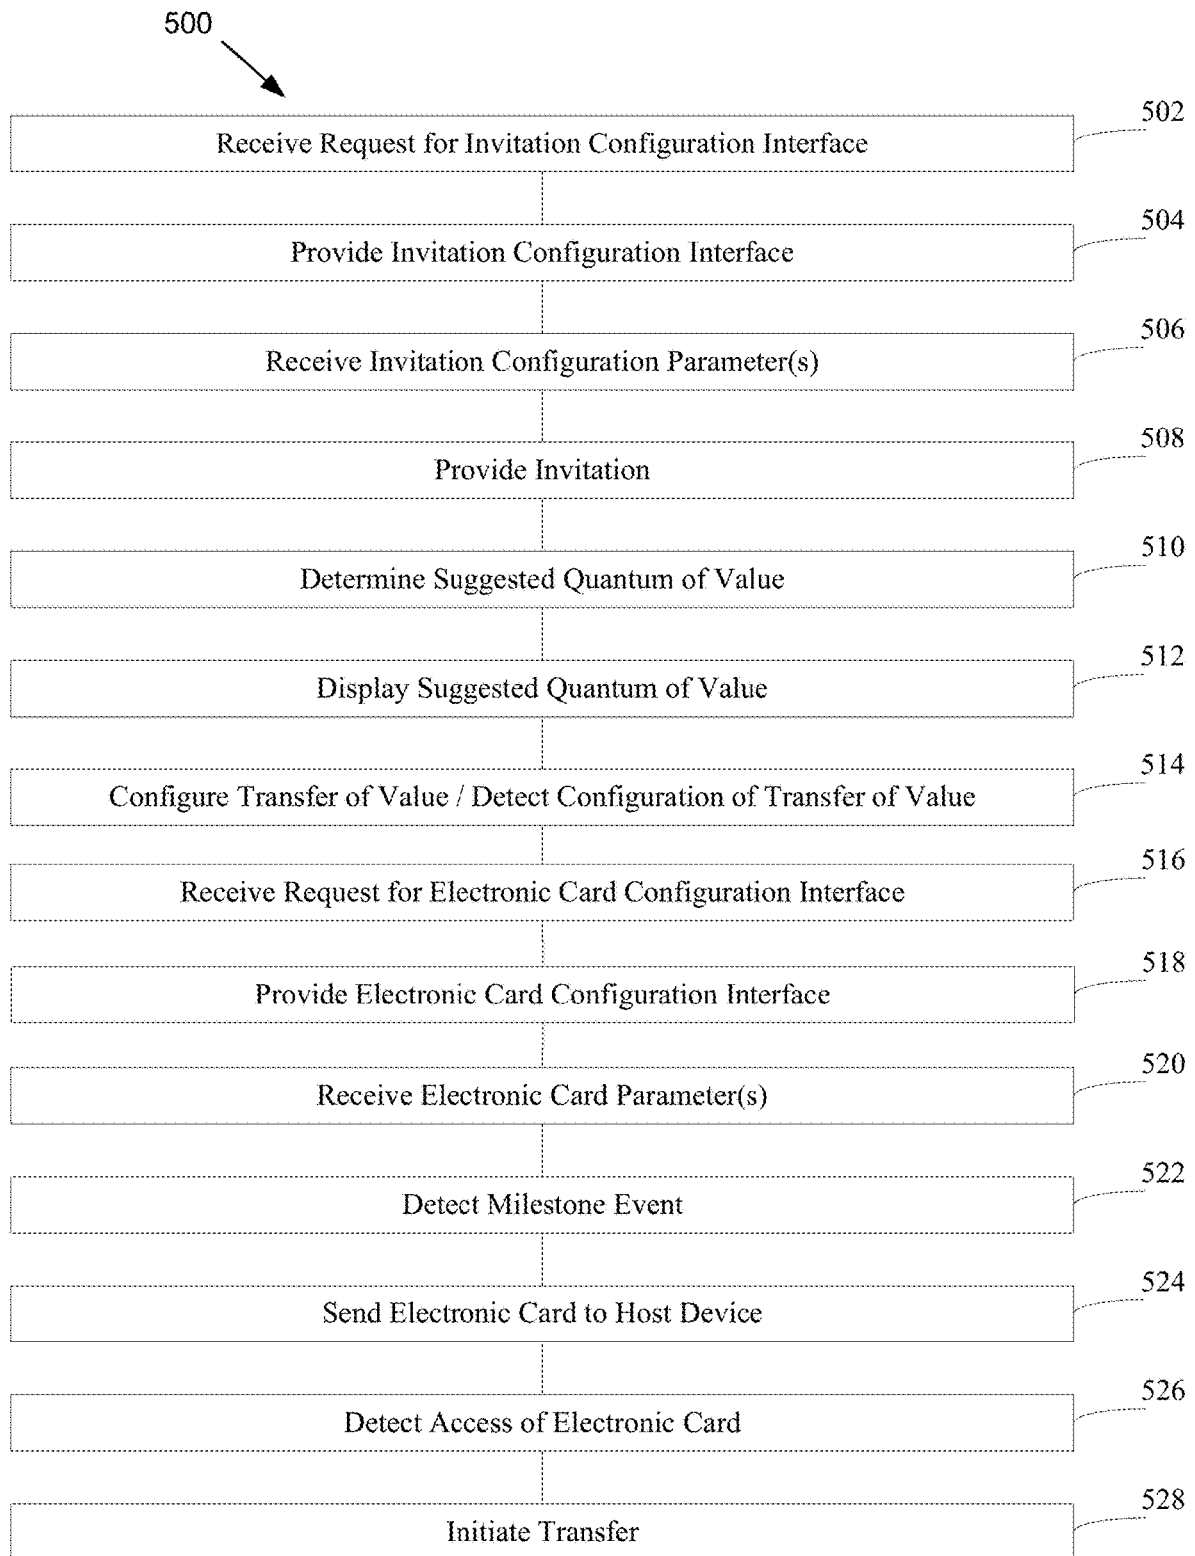 500
502
Receive Request for Invitation Configuration Interface
504
Provide Invitation Configuration Interface
506
Receive Invitation Configuration Parameter(s)
508
Provide Invitation
510
Determine Suggested Quantum of Value
512
Display Suggested Quantum of Value
514
Configure Transfer of Value / Detect Configuration of Transfer of Value
516
Receive Request for Electronic Card Configuration Interface
518
Provide Electronic Card Configuration Interface
520
Receive Electronic Card Parameter(s)
522
Detect Milestone Event
524
Send Electronic Card to Host Device
526
Detect Access of Electronic Card
528
Initiate Transfer